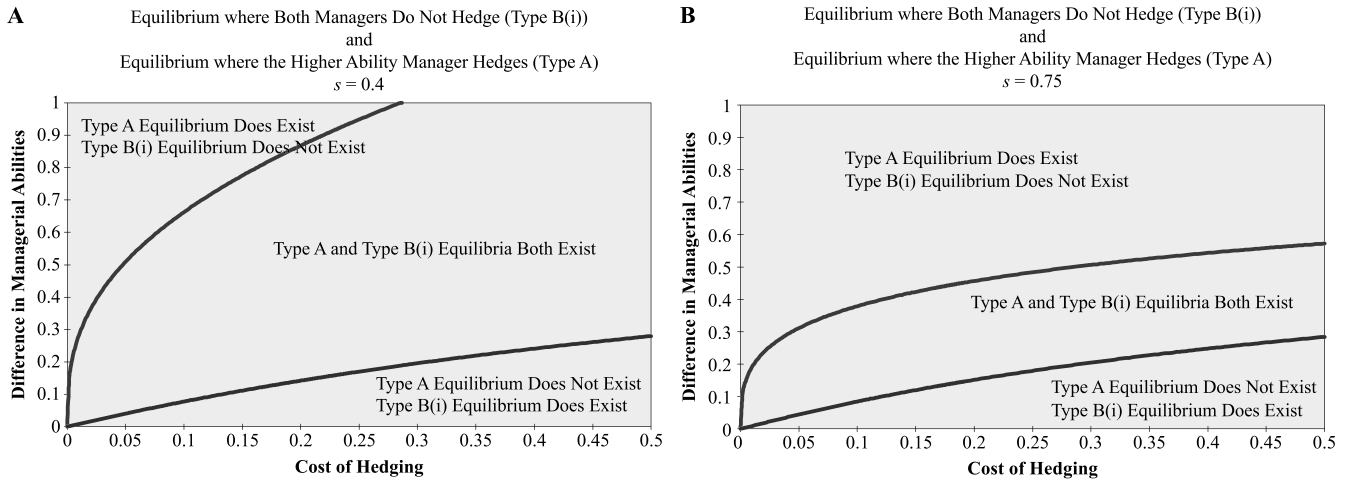 A
Equilibrium where Both Managers Do Not Hedge (Type B(i))
and
Equilibrium where the Higher Ability Manager Hedges (Type A)
s = 0.4
Difference in Managerial Abilities
1
0.9
0.8
0.7
0.6
0.5
0.4
0.3
0.2
0.1
0
Type A Equilibrium Does Exist
Type B(i) Equilibrium Does Not Exist
Type A and Type B(i) Equilibria Both Exist
Type A Equilibrium Does Not Exist
Type B(i) Equilibrium Does Exist
0 0.05 0.1 0.15 0.2 0.25 0.3 0.35 0.4 0.45 0.5
Cost of Hedging
B
Equilibrium where Both Managers Do Not Hedge (Type B(i))
and
Equilibrium where the Higher Ability Manager Hedges (Type A)
s = 0.75
Difference in Managerial Abilities
1
0.9
0.8
0.7
0.6
0.5
0.4
0.3
0.2
0.1
0
Type A Equilibrium Does Exist
Type B(i) Equilibrium Does Not Exist
Type A and Type B(i) Equilibria Both Exist
Type A Equilibrium Does Not Exist
Type B(i) Equilibrium Does Exist
0 0.05 0.1 0.15 0.2 0.25 0.3 0.35 0.4 0.45 0.5
Cost of Hedging